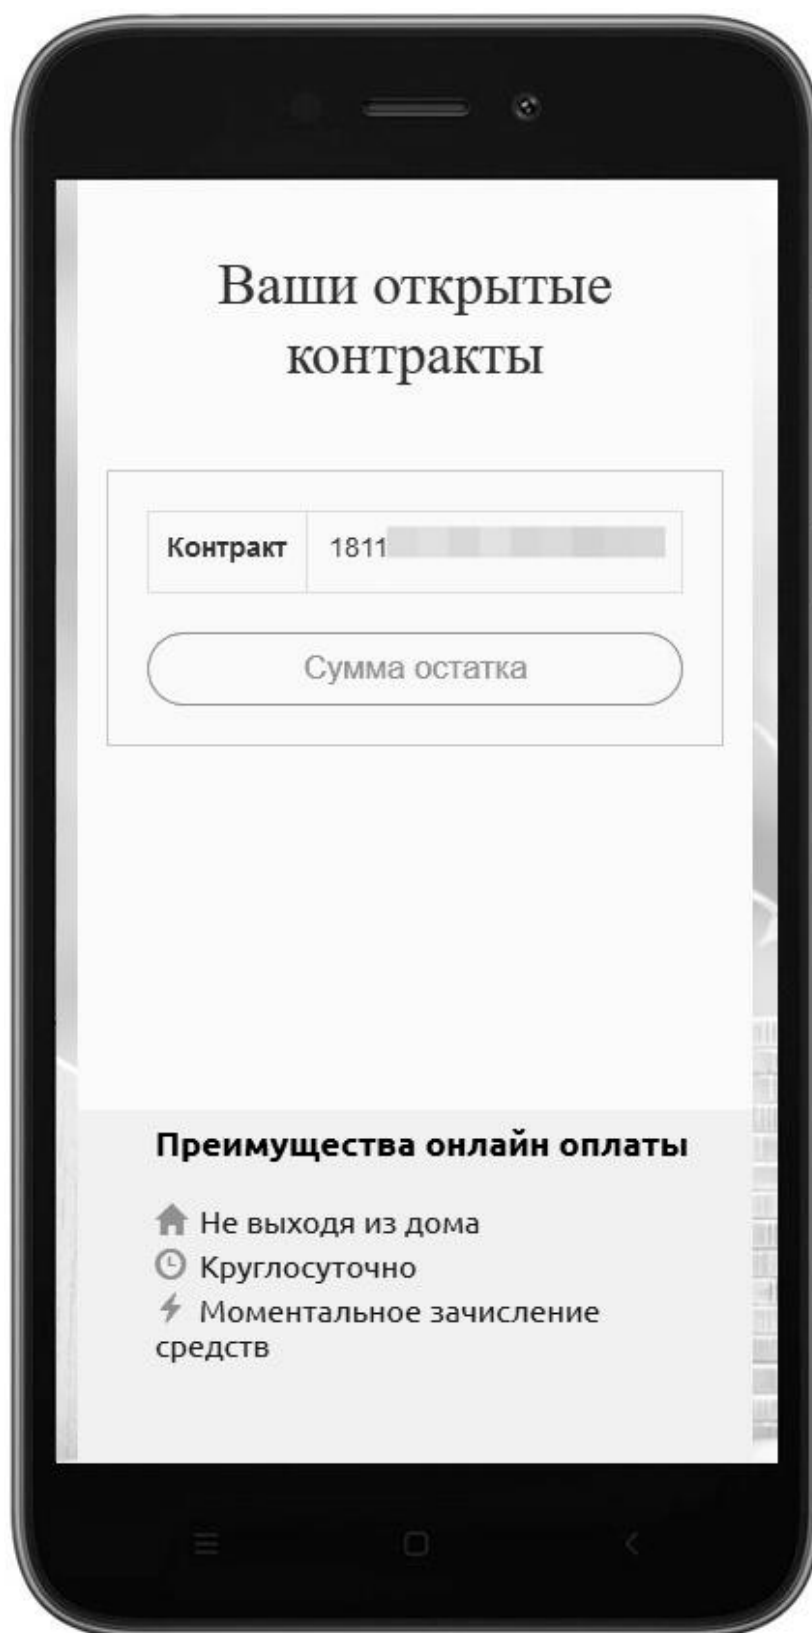 Ваши открытые
контракты
Контракт 1811
Сумма остатка
Преимущества онлайн оплаты
Не выходя из дома
Круглосуточно
Моментальное зачисление
средств